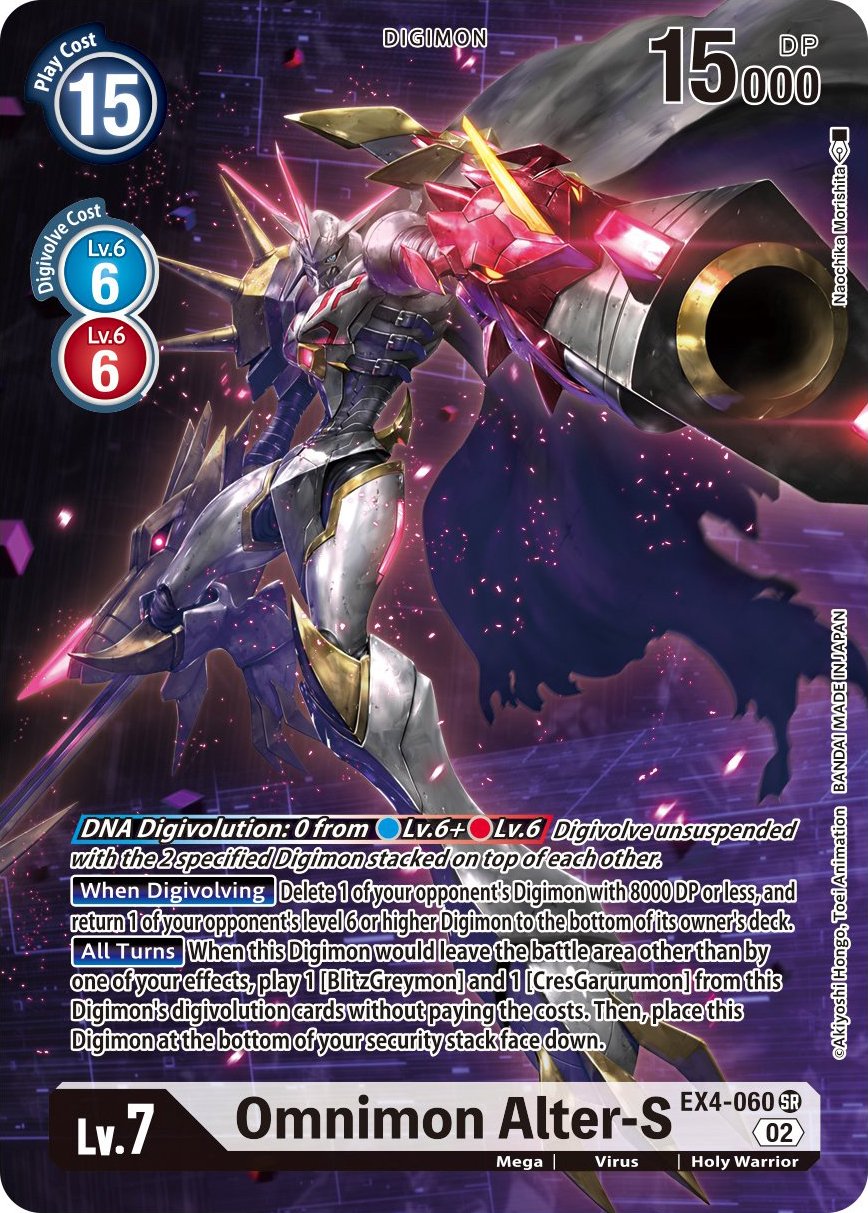 DIGIMON
Play Cost
15
DP
15000
Digivolve Cost
Lv.6
6
Lv.6
6
Naochika Morishita
DNA Digivolution: 0 from Lv.6+ Lv.6 Digivolve unsuspended
with the 2 specified Digimon stacked on top of each other.
When Digivolving Delete 1 of your opponent's Digimon with 8000 DP or less, and
return 1 of your opponent's level 6 or higher Digimon to the bottom of its owner's deck.
All Turns When this Digimon would leave the battle area other than by
one of your effects, play 1 [BlitzGreymon] and 1 [CresGarurumon] from this
Digimon's digivolution cards without paying the costs. Then, place this
Digimon at the bottom of your security stack face down.
©Akiyoshi Hongo, Toei Animation BANDAI MADE IN JAPAN
Lv.7
Omnimon Alter-S
EX4-060 SR
02
Mega | Virus | Holy Warrior